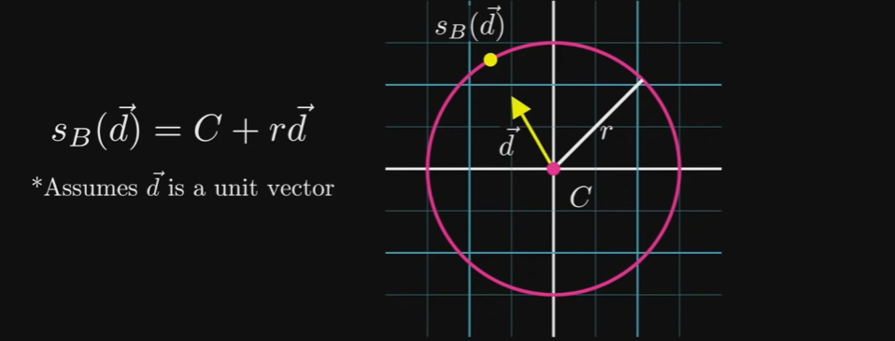 s_B(d⃗) = C + rd⃗
*Assumes d⃗ is a unit vector
s_B(d⃗)
d⃗
r
C